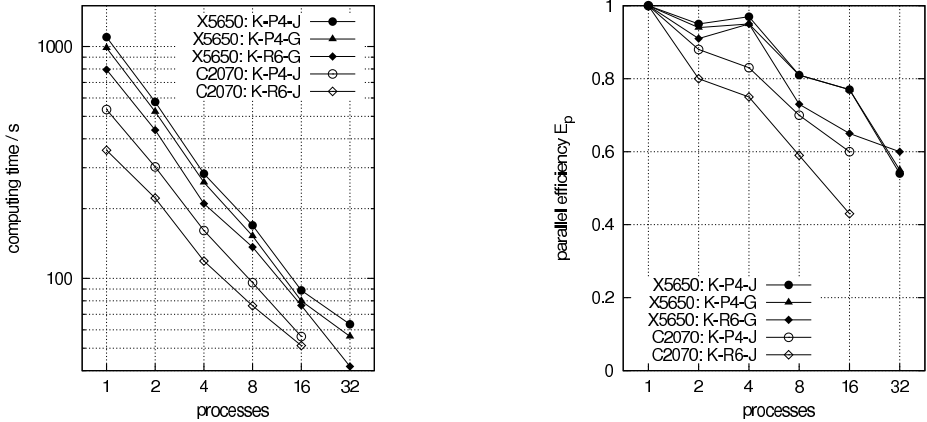 1000
100
computing time / s
X5650: K-P4-J
X5650: K-P4-G
X5650: K-R6-G
C2070: K-P4-J
C2070: K-R6-J
1 2 4 8 16 32
processes
1
0.8
0.6
0.4
0.2
0
parallel efficiency Ep
X5650: K-P4-J
X5650: K-P4-G
X5650: K-R6-G
C2070: K-P4-J
C2070: K-R6-J
1 2 4 8 16 32
processes